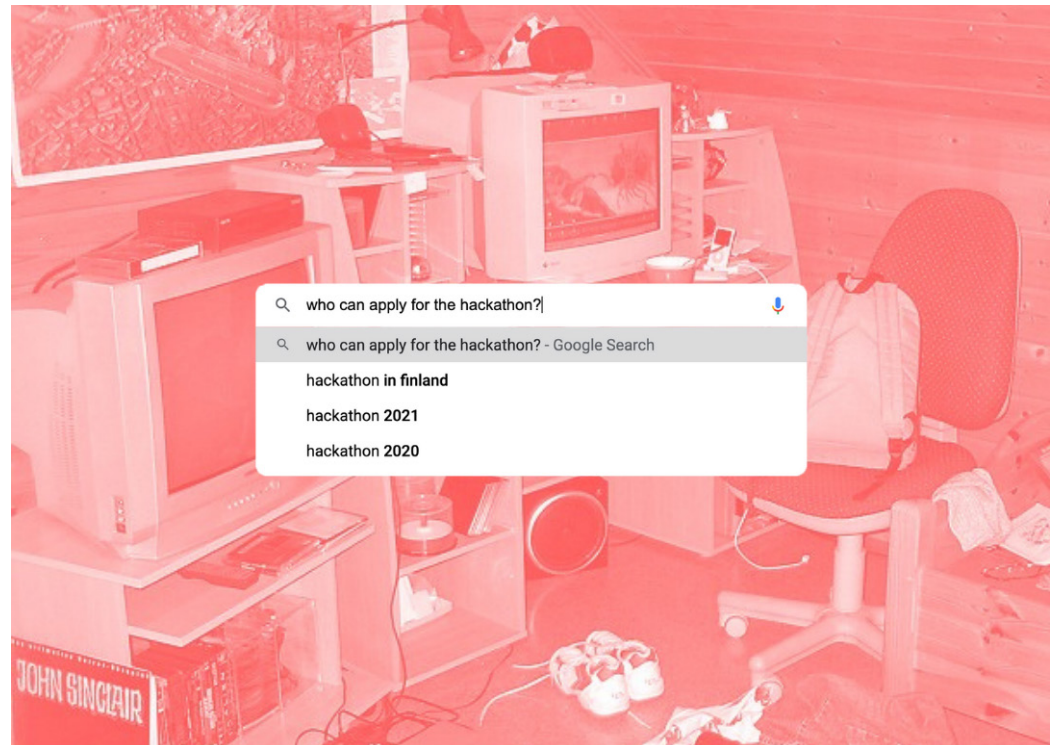 who can apply for the hackathon?
who can apply for the hackathon? - Google Search
hackathon in finland
hackathon 2021
hackathon 2020
JOHN SINCLAIR